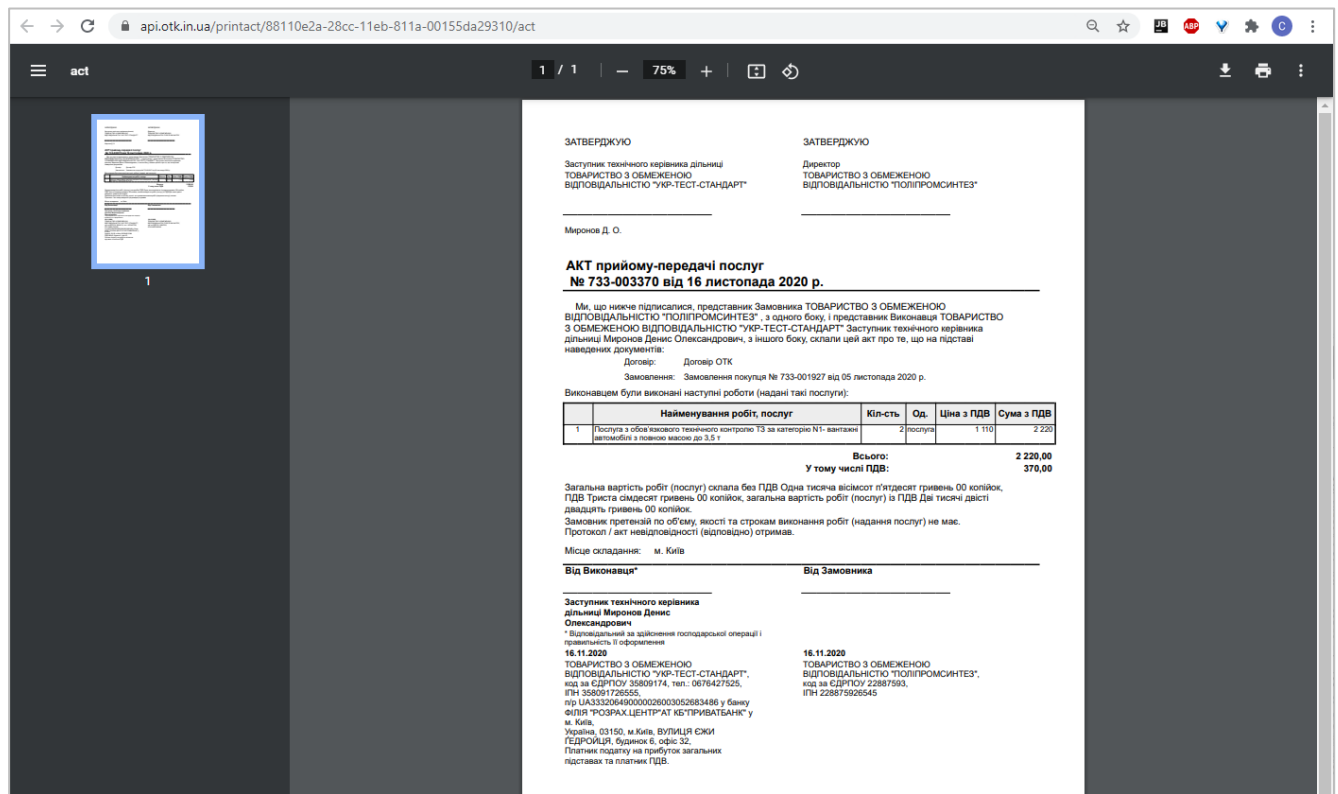 api.otk.in.ua/printact/88110e2a-28cc-11eb-811a-00155da29310/act
JB
ABP
C
act
1 / 1
75%
1
ЗАТВЕРДЖУЮ
ЗАТВЕРДЖУЮ
Заступник технічного керівника дільниці
ТОВАРИСТВО З ОБМЕЖЕНОЮ
ВІДПОВІДАЛЬНІСТЮ "УКР-ТЕСТ-СТАНДАРТ"
Директор
ТОВАРИСТВО З ОБМЕЖЕНОЮ
ВІДПОВІДАЛЬНІСТЮ "ПОЛІПРОМСИНТЕЗ"
Миронов Д. О.
АКТ прийому-передачі послуг
№ 733-003370 від 16 листопада 2020 р.
Ми, що нижче підписалися, представник Замовника ТОВАРИСТВО З ОБМЕЖЕНОЮ
ВІДПОВІДАЛЬНІСТЮ "ПОЛІПРОМСИНТЕЗ" , з одного боку, і представник Виконавця ТОВАРИСТВО
З ОБМЕЖЕНОЮ ВІДПОВІДАЛЬНІСТЮ "УКР-ТЕСТ-СТАНДАРТ" Заступник технічного керівника
дільниці Миронов Денис Олександрович, з іншого боку, склали цей акт про те, що на підставі
наведених документів:
Договір: Договір ОТК
Замовлення: Замовлення покупця № 733-001927 від 05 листопада 2020 р.
Виконавцем були виконані наступні роботи (надані такі послуги):
Найменування робіт, послуг Кіл-сть Од. Ціна з ПДВ Сума з ПДВ
1 Послуга з обов'язкового технічного контролю ТЗ за категорію N1- вантажні 2 послуга 1 110 2 220
автомобілі з повною масою до 3,5 т
Всього: 2 220,00
У тому числі ПДВ: 370,00
Загальна вартість робіт (послуг) склала без ПДВ Одна тисяча вісімсот п'ятдесят гривень 00 копійок,
ПДВ Триста сімдесят гривень 00 копійок, загальна вартість робіт (послуг) із ПДВ Дві тисячі двісті
двадцять гривень 00 копійок.
Замовник претензій по об'єму, якості та строкам виконання робіт (надання послуг) не має.
Протокол / акт невідповідності (відповідно) отримав.
Місце складання: м. Київ
Від Виконавця*
Від Замовника
Заступник технічного керівника
дільниці Миронов Денис
Олександрович
* Відповідальний за здійснення господарської операції і
правильність її оформлення
16.11.2020
ТОВАРИСТВО З ОБМЕЖЕНОЮ
ВІДПОВІДАЛЬНІСТЮ "УКР-ТЕСТ-СТАНДАРТ",
код за ЄДРПОУ 35809174, тел.: 0676427525,
ІПН 358091726555,
п/р UA333206490000026003052683486 у банку
ФІЛІЯ "РОЗРАХ.ЦЕНТР"АТ КБ"ПРИВАТБАНК" у
м. Київ,
Україна, 03150, м.Київ, ВУЛИЦЯ ЄЖИ
ҐЕДРОЙЦЯ, будинок 6, офіс 32,
Платник податку на прибуток загальних
підставах та платник ПДВ.
16.11.2020
ТОВАРИСТВО З ОБМЕЖЕНОЮ
ВІДПОВІДАЛЬНІСТЮ "ПОЛІПРОМСИНТЕЗ",
код за ЄДРПОУ 22887593,
ІПН 228875926545